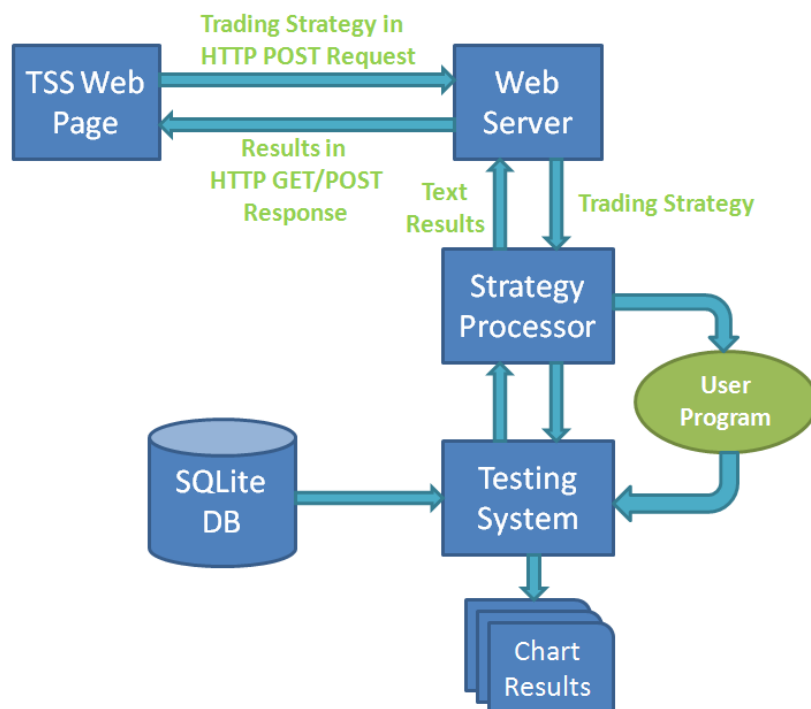 Trading Strategy in
HTTP POST Request
TSS Web
Page
Web
Server
Results in
HTTP GET/POST
Response
Text
Results
Trading Strategy
Strategy
Processor
User
Program
SQLite
DB
Testing
System
Chart
Results